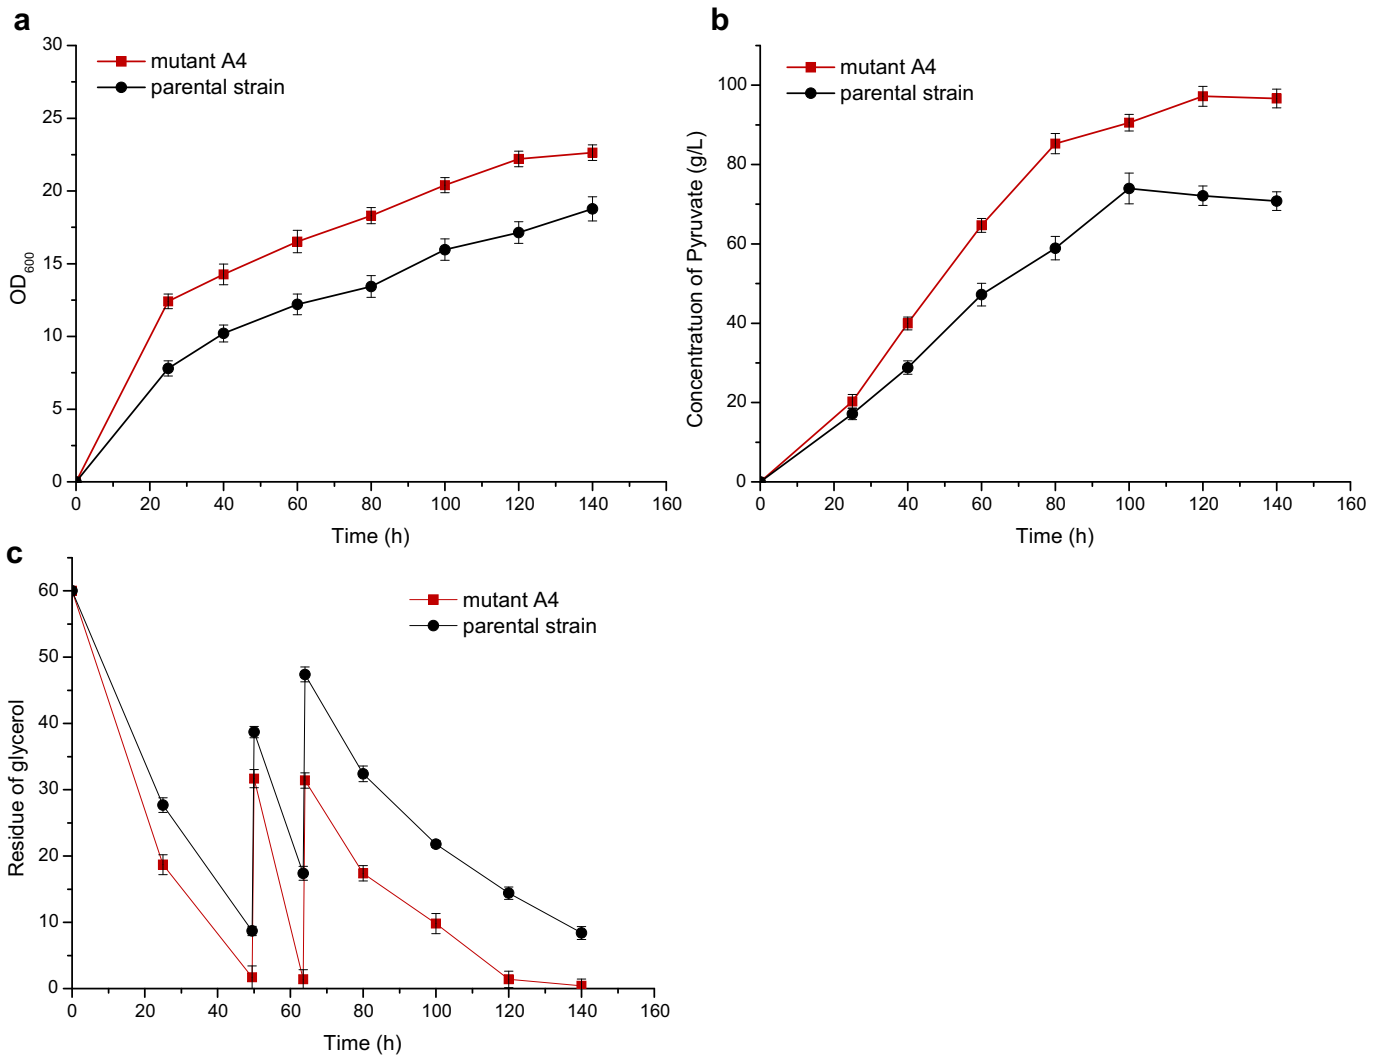 a
30
25
20
15
10
5
0
OD600
mutant A4
parental strain
0 20 40 60 80 100 120 140 160
Time (h)
b
100
80
60
40
20
0
Concentratuon of Pyruvate (g/L)
mutant A4
parental strain
0 20 40 60 80 100 120 140 160
Time (h)
c
60
50
40
30
20
10
0
Residue of glycerol
mutant A4
parental strain
0 20 40 60 80 100 120 140 160
Time (h)